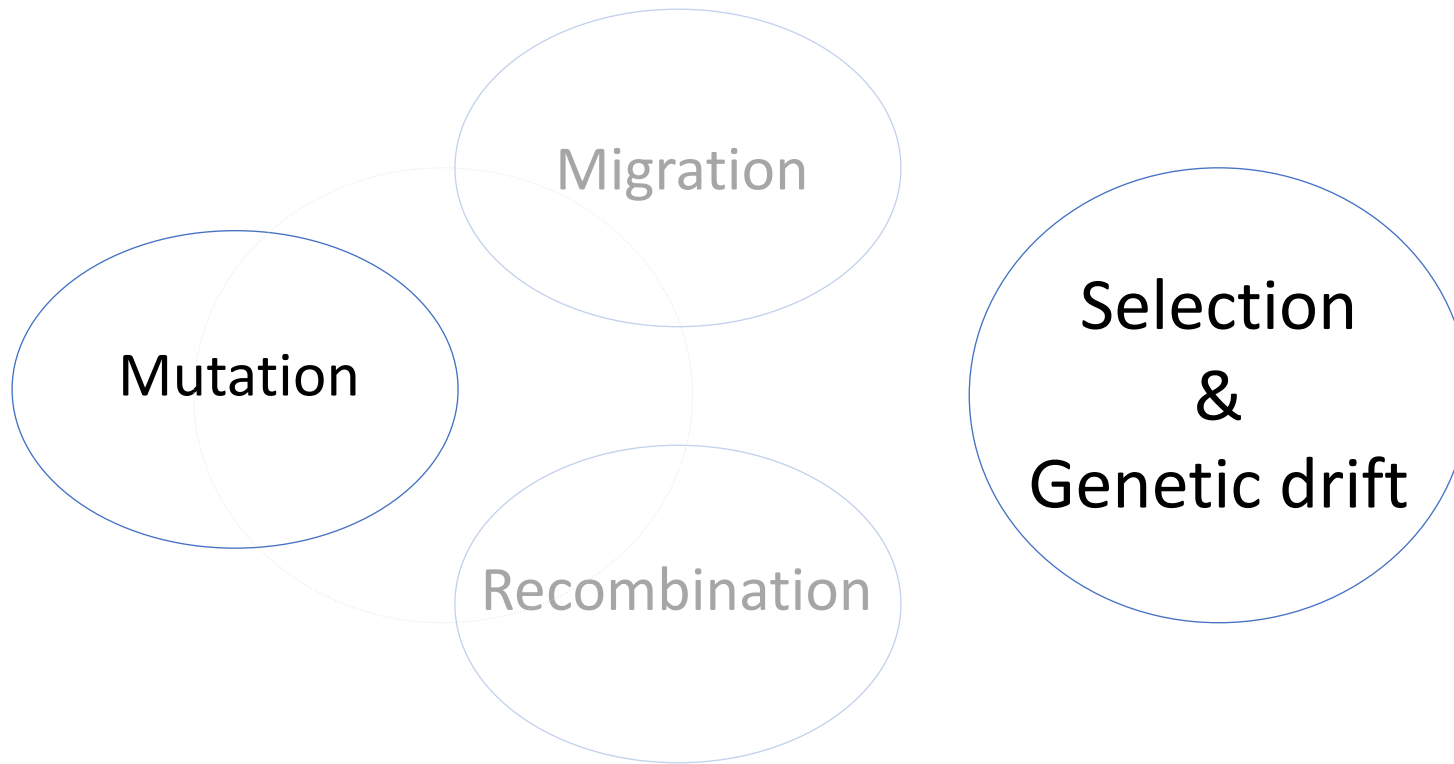 Migration
Mutation
Selection
&
Genetic drift
Recombination